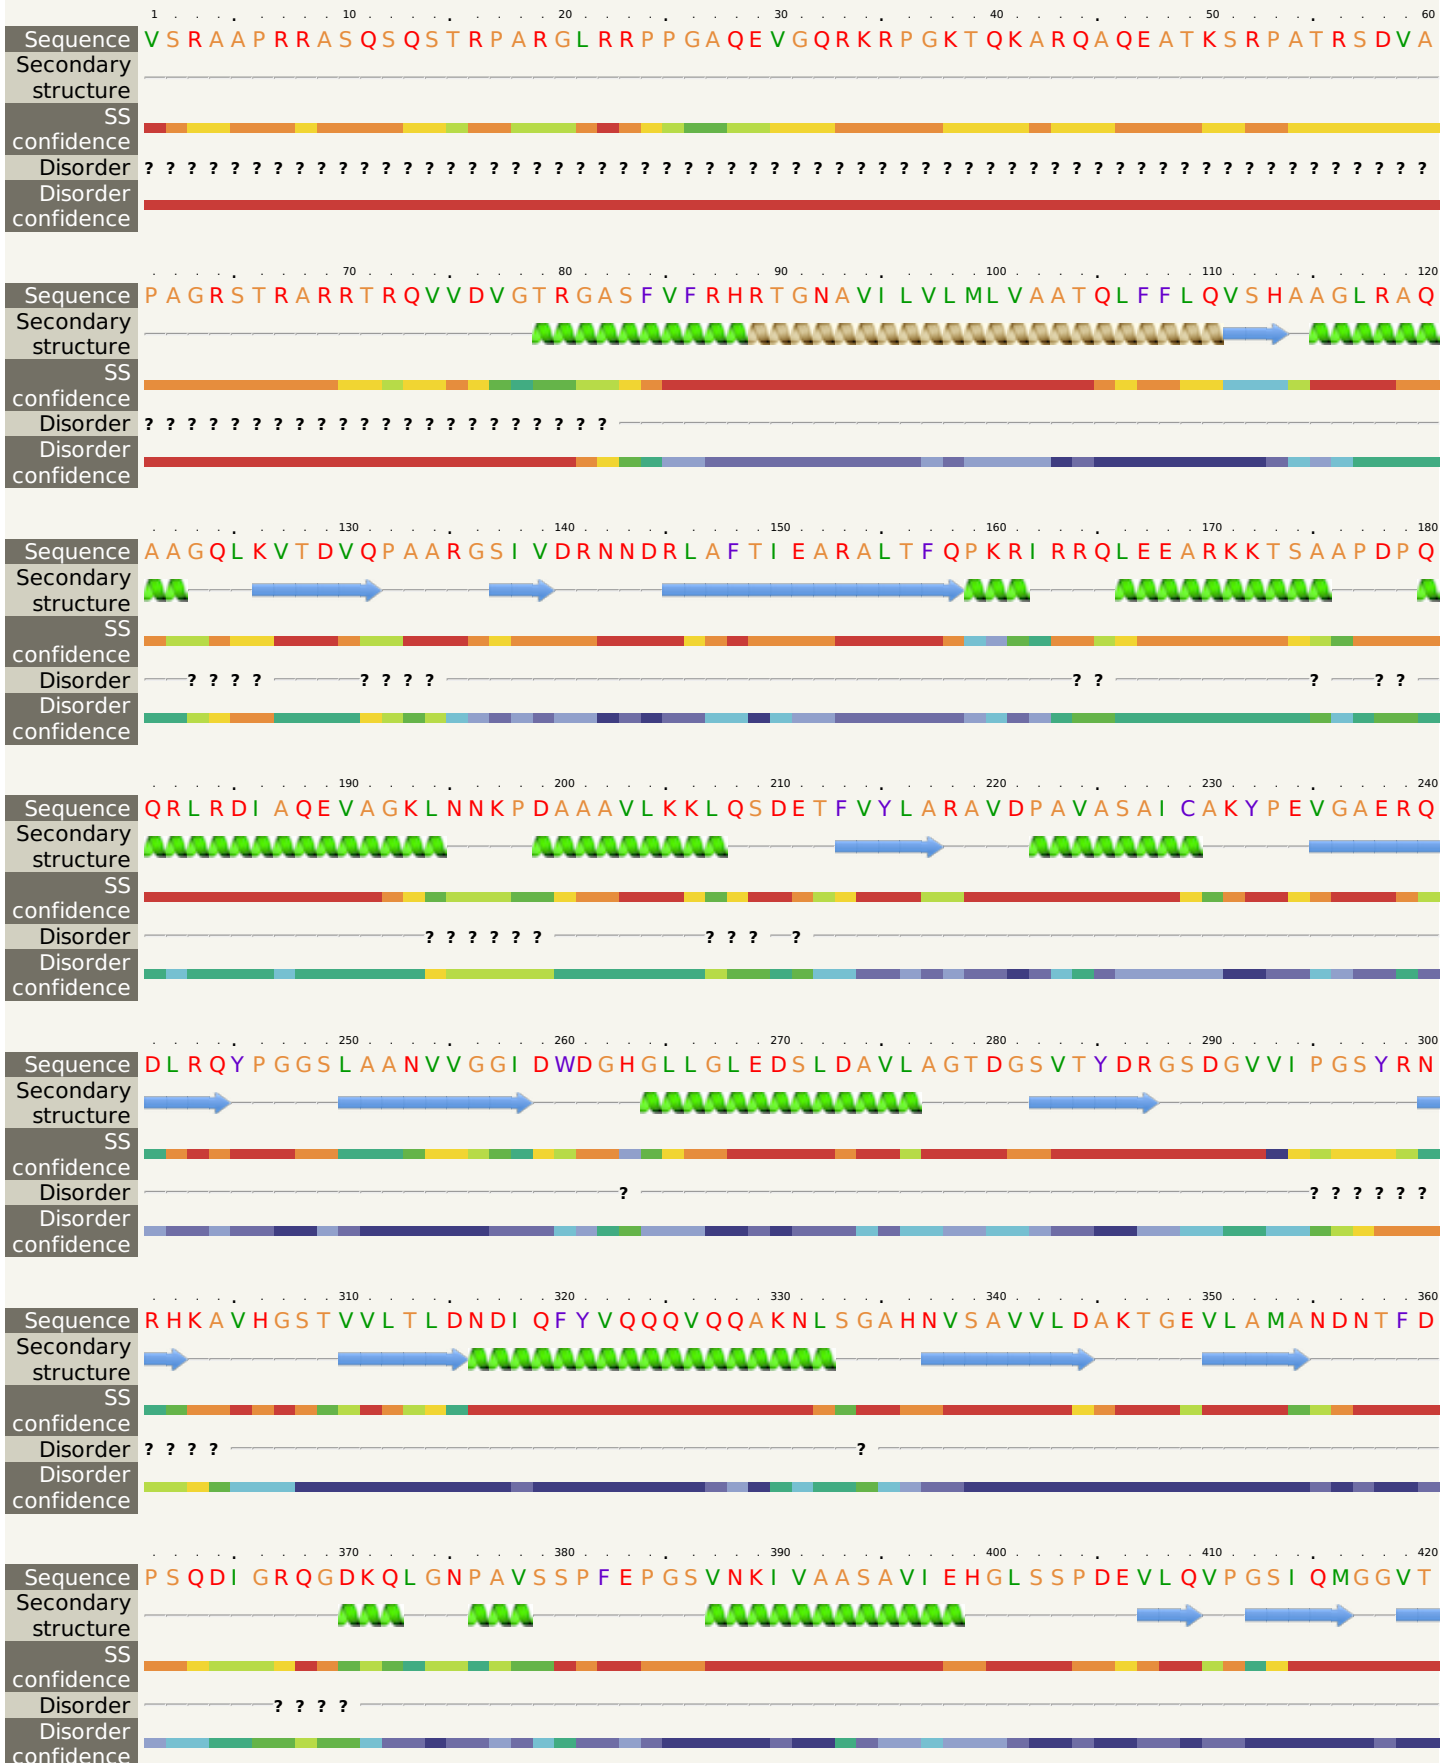 1 10 20 30 40 50 60
Sequence V S R A A P R R A S Q S Q S T R P A R G L R R P P G A Q E V G Q R K R P G K T Q K A R Q A Q E A T K S R P A T R S D V A
Secondary
structure
SS
confidence
Disorder ? ? ? ? ? ? ? ? ? ? ? ? ? ? ? ? ? ? ? ? ? ? ? ? ? ? ? ? ? ? ? ? ? ? ? ? ? ? ? ? ? ? ? ? ? ? ? ? ? ? ? ? ? ? ? ? ? ? ? ?
Disorder
confidence
70 80 90 100 110 120
Sequence P A G R S T R A R R T R Q V V D V G T R G A S F V F R H R T G N A V I L V L M L V A A T Q L F F L Q V S H A A G L R A Q
Secondary
structure
SS
confidence
Disorder ? ? ? ? ? ? ? ? ? ? ? ? ? ? ? ? ? ? ? ? ? ?
Disorder
confidence
130 140 150 160 170 180
Sequence A A G Q L K V T D V Q P A A R G S I V D R N N D R L A F T I E A R A L T F Q P K R I R R Q L E E A R K K T S A A P D P Q
Secondary
structure
SS
confidence
Disorder ? ? ? ? ? ? ? ? ? ? ? ? ?
Disorder
confidence
190 200 210 220 230 240
Sequence Q R L R D I A Q E V A G K L N N K P D A A A V L K K L Q S D E T F V Y L A R A V D P A V A S A I C A K Y P E V G A E R Q
Secondary
structure
SS
confidence
Disorder ? ? ? ? ? ? ? ? ? ?
Disorder
confidence
250 260 270 280 290 300
Sequence D L R Q Y P G G S L A A N V V G G I D W D G H G L L G L E D S L D A V L A G T D G S V T Y D R G S D G V V I P G S Y R N
Secondary
structure
SS
confidence
Disorder ? ? ? ? ? ? ?
Disorder
confidence
310 320 330 340 350 360
Sequence R H K A V H G S T V V L T L D N D I Q F Y V Q Q Q V Q Q A K N L S G A H N V S A V V L D A K T G E V L A M A N D N T F D
Secondary
structure
SS
confidence
Disorder ? ? ? ? ?
Disorder
confidence
370 380 390 400 410 420
Sequence P S Q D I G R Q G D K Q L G N P A V S S P F E P G S V N K I V A A S A V I E H G L S S P D E V L Q V P G S I Q M G G V T
Secondary
structure
SS
confidence
Disorder ? ? ? ?
Disorder
confidence